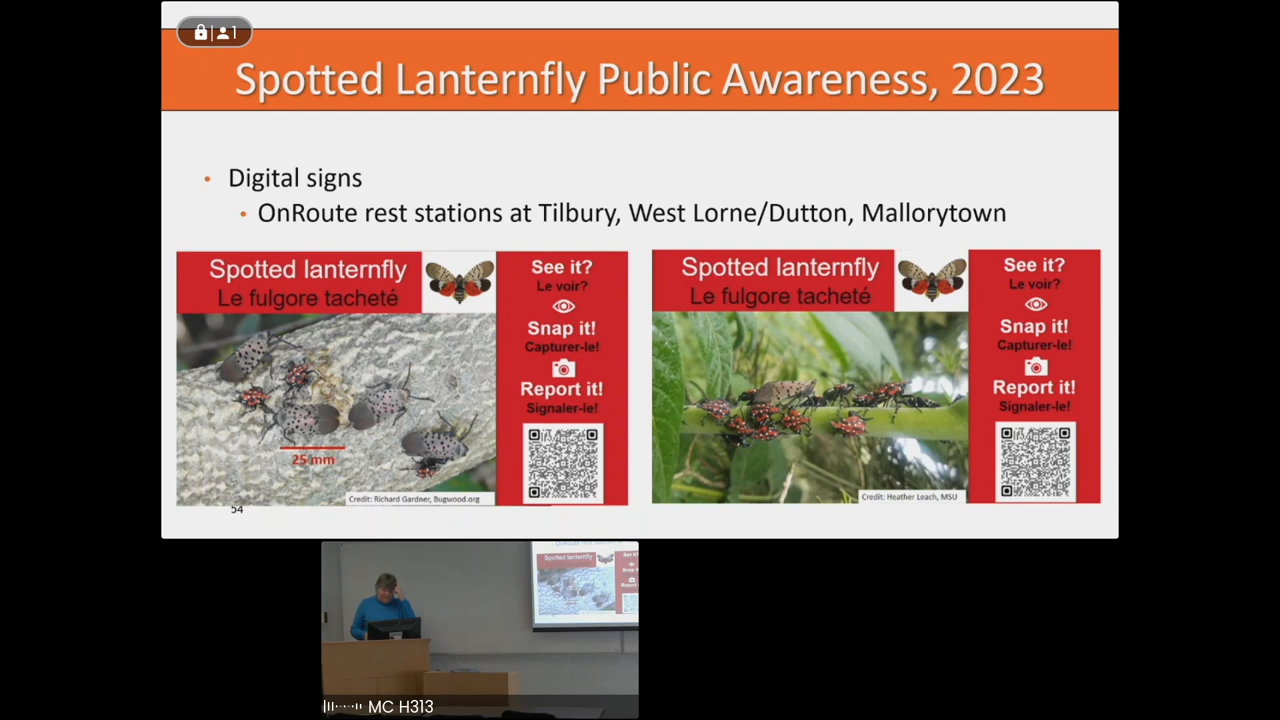 1
Spotted Lanternfly Public Awareness, 2023
• Digital signs
• OnRoute rest stations at Tilbury, West Lorne/Dutton, Mallorytown
Spotted lanternfly
Le fulgore tacheté
See it?
Le voir?
Snap it!
Capturer-le!
Report it!
Signaler-le!
25 mm
Credit: Richard Gardner, Bugwood.org
Spotted lanternfly
Le fulgore tacheté
See it?
Le voir?
Snap it!
Capturer-le!
Report it!
Signaler-le!
Credit: Heather Leach, MSU
54
Spotted lanternfly
MC H313